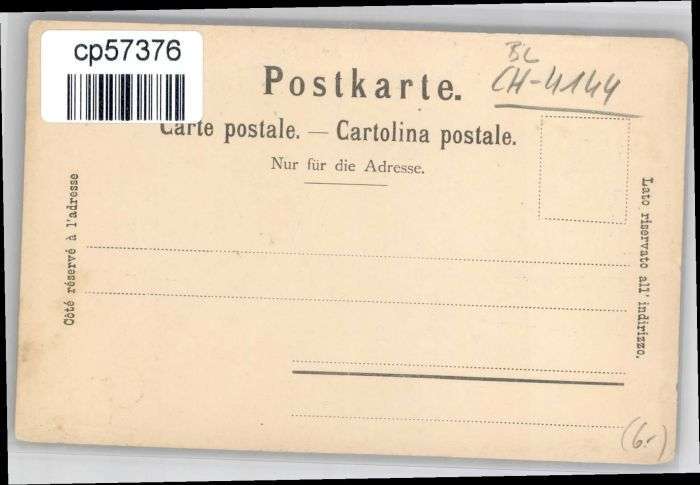 cp57376
BL
CH-4144
Postkarte.
Carte postale. — Cartolina postale.
Nur für die Adresse.
Côté réservé à l'adresse
Lato riservato all' indirizzo.
(6.-)